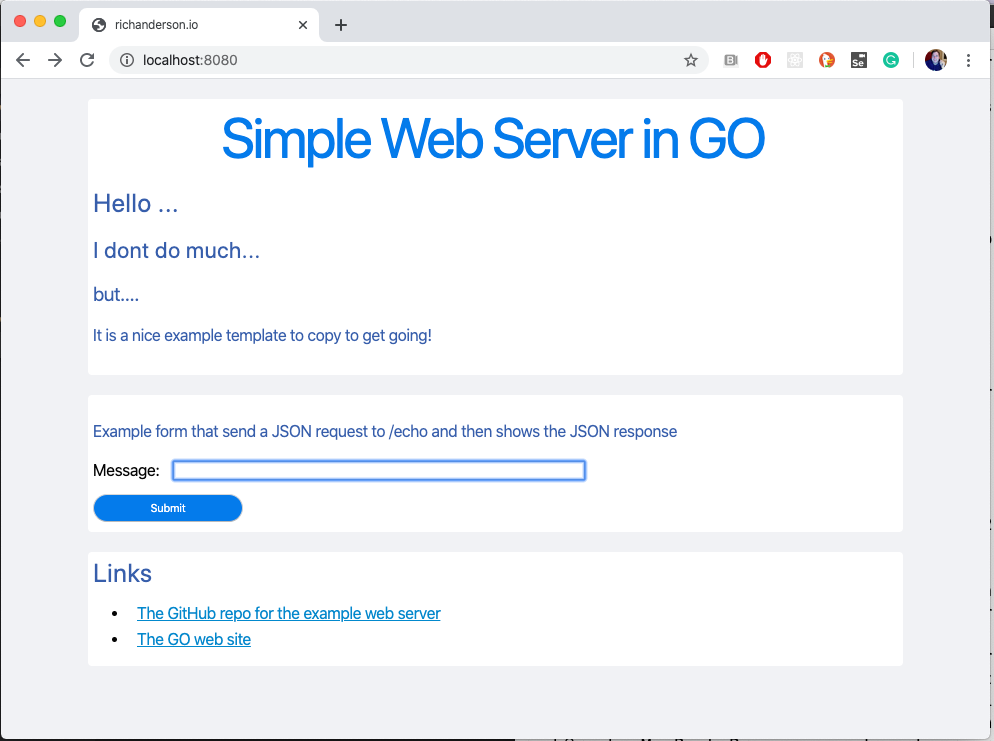 richanderson.io
localhost:8080
Simple Web Server in GO
Hello ...
I dont do much...
but....
It is a nice example template to copy to get going!
Example form that send a JSON request to /echo and then shows the JSON response
Message:
Submit
Links
The GitHub repo for the example web server
The GO web site